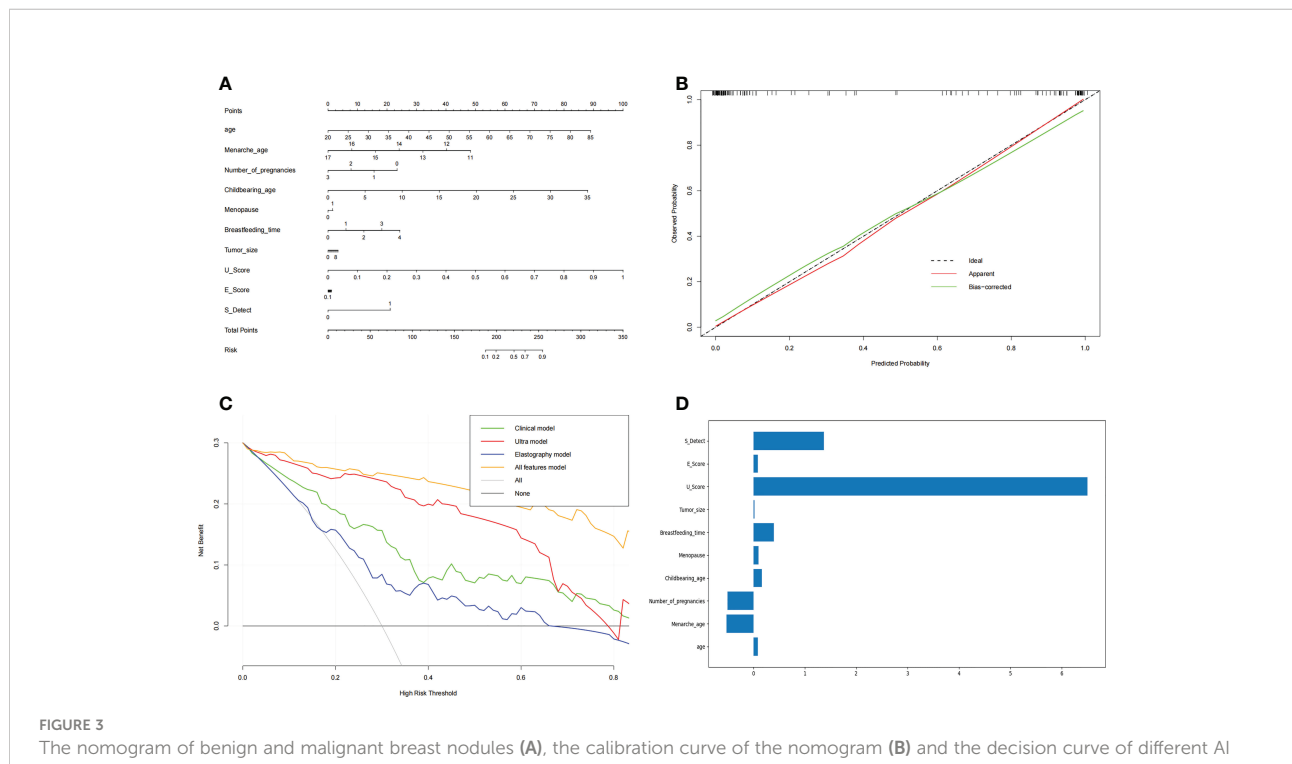 A
Points
0 10 20 30 40 50 60 70 80 90 100
age
20 25 30 35 40 45 50 55 60 65 70 75 80 85
Menarche_age
16 14 12
17 15 13 11
Number_of_pregnancies
2 0
3 1
Childbearing_age
0 5 10 15 20 25 30 35
Menopause
1
0
Breastfeeding_time
1 3
0 2 4
Tumor_size
0 8
U_Score
0 0.1 0.2 0.3 0.4 0.5 0.6 0.7 0.8 0.9 1
E_Score
0.1
S_Detect
1
0
Total Points
0 50 100 150 200 250 300 350
Risk
0.1 0.2 0.5 0.7 0.9
B
Observed Probability
1.0
0.8
0.6
0.4
0.2
0.0
Ideal
Apparent
Bias-corrected
0.0 0.2 0.4 0.6 0.8 1.0
Predicted Probability
C
Net Benefit
0.3
0.2
0.1
0.0
Clinical model
Ultra model
Elastography model
All features model
All
None
0.0 0.2 0.4 0.6 0.8
High Risk Threshold
D
S_Detect
E_Score
U_Score
Tumor_size
Breastfeeding_time
Menopause
Childbearing_age
Number_of_pregnancies
Menarche_age
age
0 1 2 3 4 5 6
FIGURE 3
The nomogram of benign and malignant breast nodules (A), the calibration curve of the nomogram (B) and the decision curve of different AI